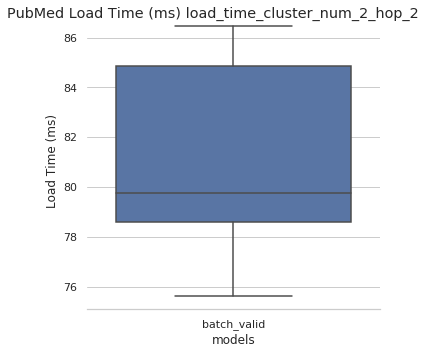 PubMed Load Time (ms) load_time_cluster_num_2_hop_2
86
84
82
80
78
76
Load Time (ms)
batch_valid
models